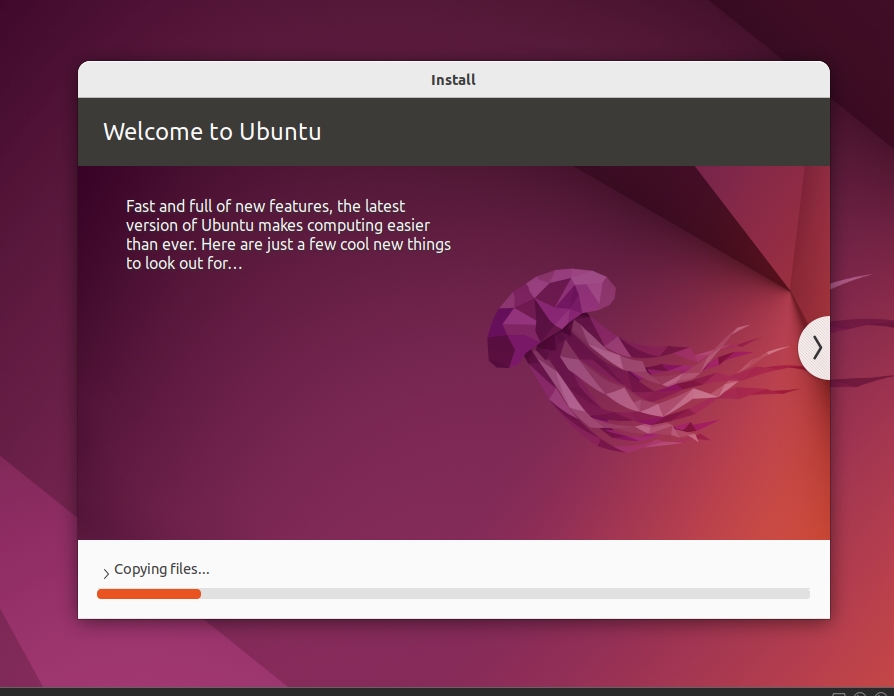 Install
Welcome to Ubuntu
Fast and full of new features, the latest
version of Ubuntu makes computing easier
than ever. Here are just a few cool new things
to look out for…
Copying files…